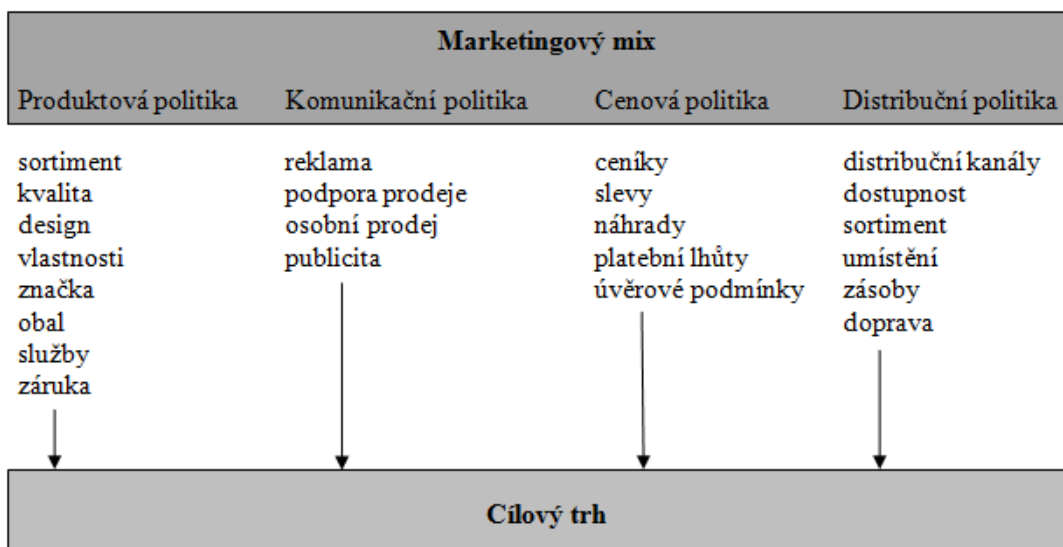 Marketingový mix
Produktová politika Komunikační politika Cenová politika Distribuční politika
sortiment reklama ceníky distribuční kanály
kvalita podpora prodeje slevy dostupnost
design osobní prodej náhrady sortiment
vlastnosti publicita platební lhůty umístění
značka úvěrové podmínky zásoby
obal doprava
služby
záruka
Cílový trh